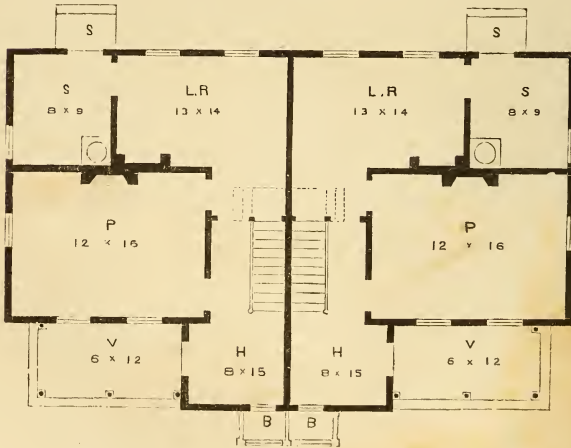 S
S
S
8 × 9
L.R
13 × 14
L.R
13 × 14
S
8 × 9
P
12 × 16
P
12 × 16
V
6 × 12
H
8 × 15
H
8 × 15
V
6 × 12
B
B